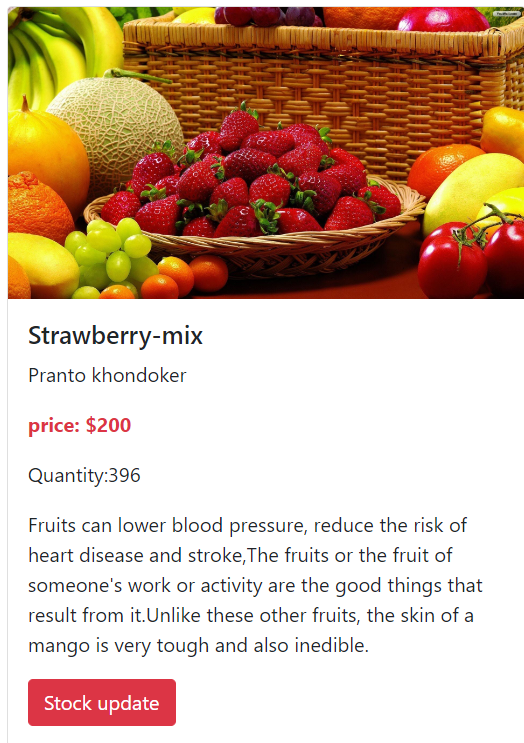 Strawberry-mix
Pranto khondoker
price: $200
Quantity:396
Fruits can lower blood pressure, reduce the risk of
heart disease and stroke,The fruits or the fruit of
someone's work or activity are the good things that
result from it.Unlike these other fruits, the skin of a
mango is very tough and also inedible.
Stock update